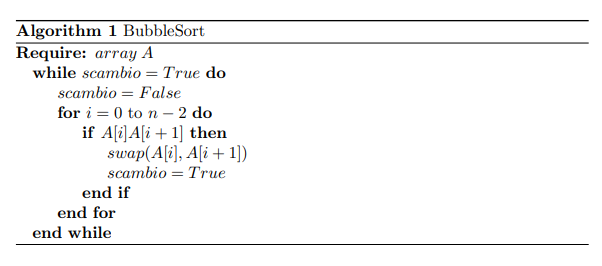 Algorithm 1 BubbleSort
Require: array A
while scambio = True do
scambio = False
for i = 0 to n − 2 do
if A[i]A[i + 1] then
swap(A[i], A[i + 1])
scambio = True
end if
end for
end while